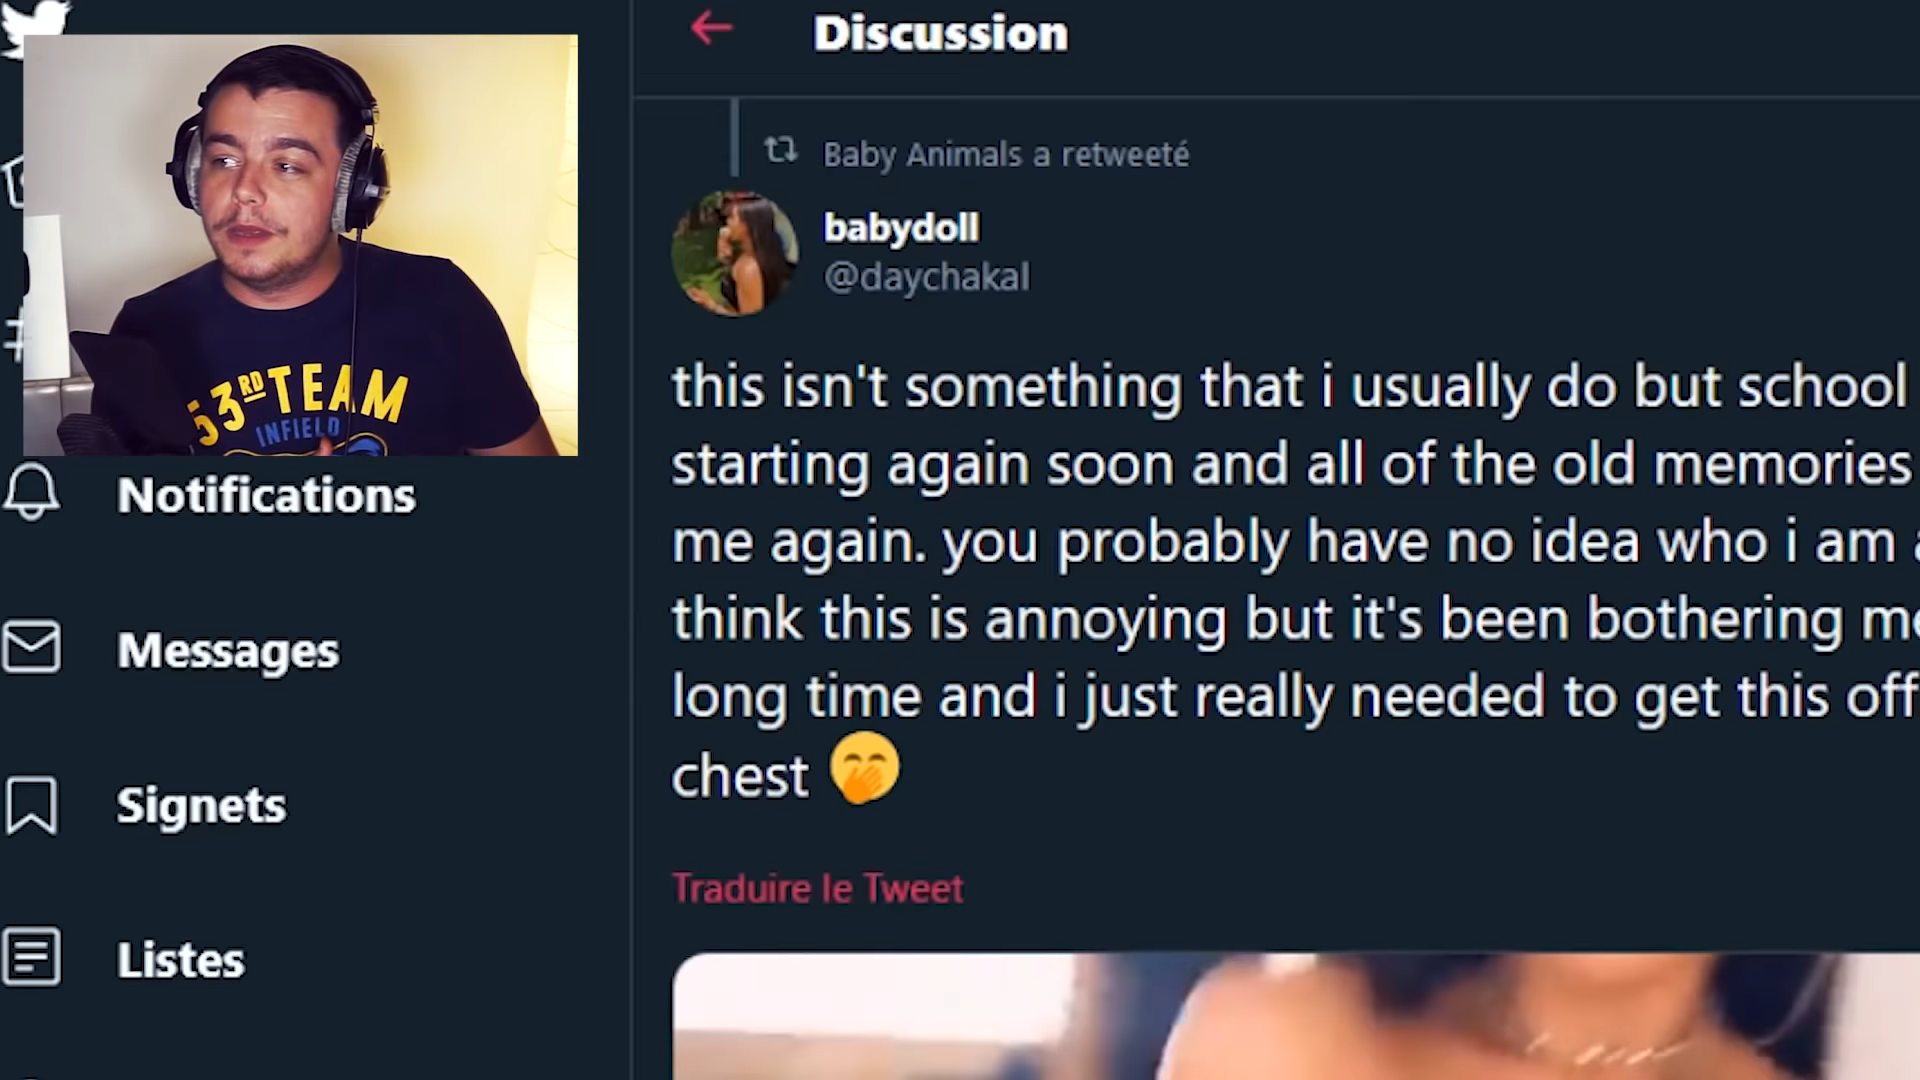 Discussion
Baby Animals a retweeté
babydoll
@daychakal
this isn't something that i usually do but school
starting again soon and all of the old memories
me again. you probably have no idea who i am
think this is annoying but it's been bothering me
long time and i just really needed to get this off
chest
Traduire le Tweet
53RD TEAM
INFIELD
Notifications
Messages
Signets
Listes